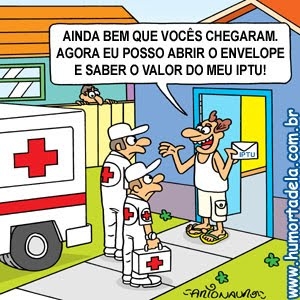 AINDA BEM QUE VOCÊS CHEGARAM.
AGORA EU POSSO ABRIR O ENVELOPE
E SABER O VALOR DO MEU IPTU!
IPTU
ANTONAUNO
www.humortadela.com.br